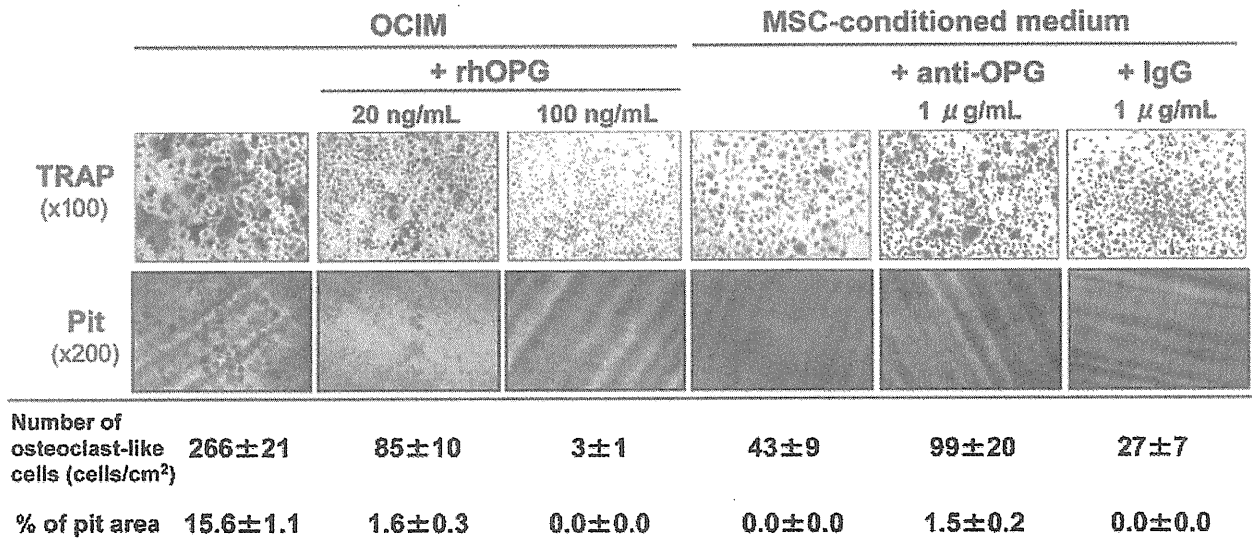 OCIM MSC-conditioned medium
+ rhOPG + anti-OPG + IgG
20 ng/mL 100 ng/mL 1 μg/mL 1 μg/mL
TRAP
(x100)
Pit
(x200)
Number of
osteoclast-like 266±21 85±10 3±1 43±9 99±20 27±7
cells (cells/cm²)
% of pit area 15.6±1.1 1.6±0.3 0.0±0.0 0.0±0.0 1.5±0.2 0.0±0.0